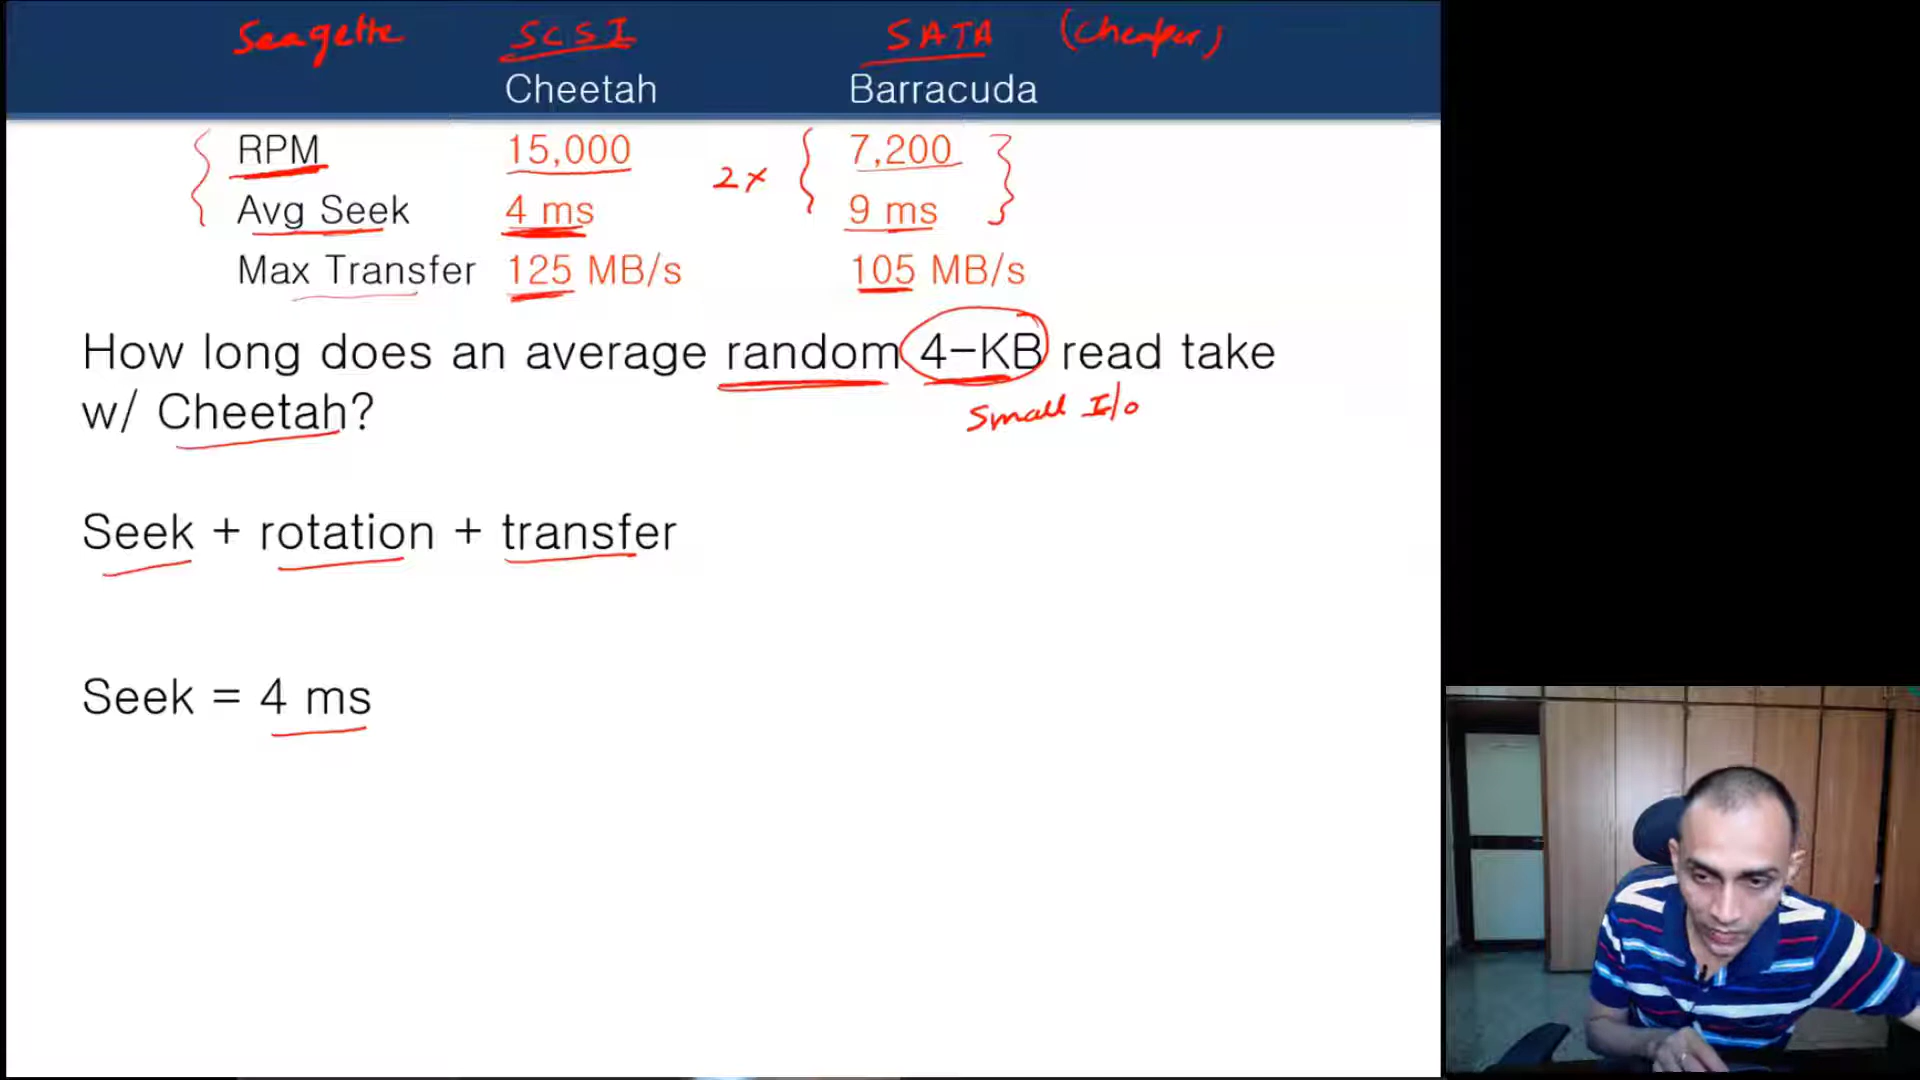 Seagette SCSI SATA (Cheaper)
Cheetah Barracuda
RPM 15,000 2x 7,200
Avg Seek 4 ms 9 ms
Max Transfer 125 MB/s 105 MB/s
How long does an average random 4-KB read take
w/ Cheetah?
Small I/O
Seek + rotation + transfer
Seek = 4 ms